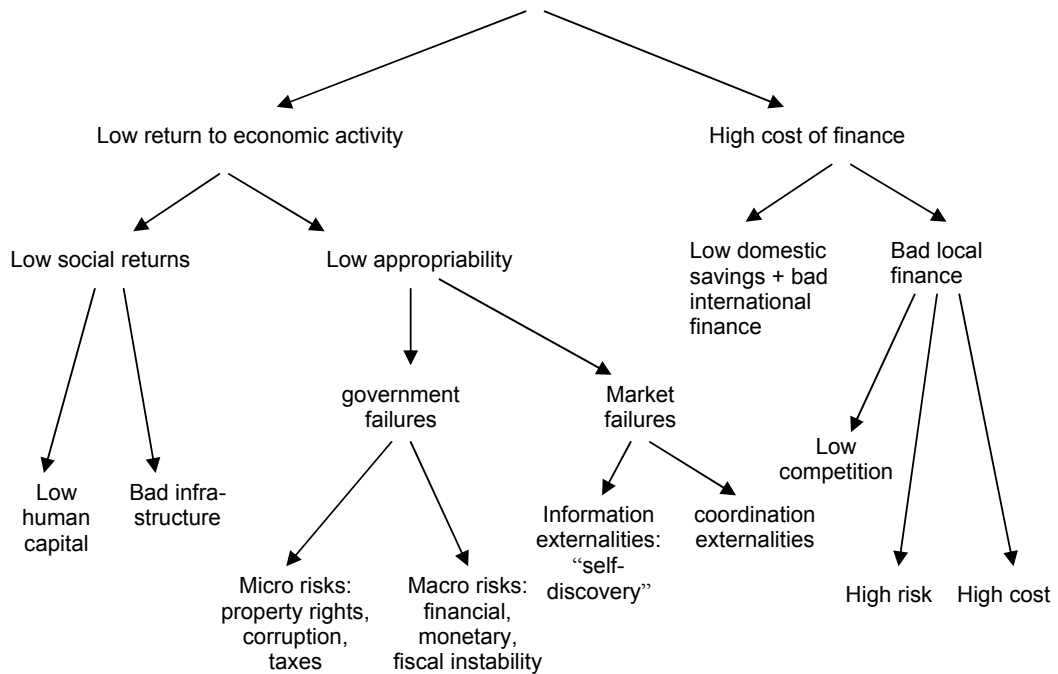 Low return to economic activity
High cost of finance
Low social returns
Low appropriability
Low domestic
savings + bad
international
finance
Bad local
finance
government
failures
Market
failures
Low
competition
Low
human
capital
Bad infra-
structure
Information
externalities:
“self-
discovery”
coordination
externalities
Micro risks:
property rights,
corruption,
taxes
Macro risks:
financial,
monetary,
fiscal instability
High risk
High cost